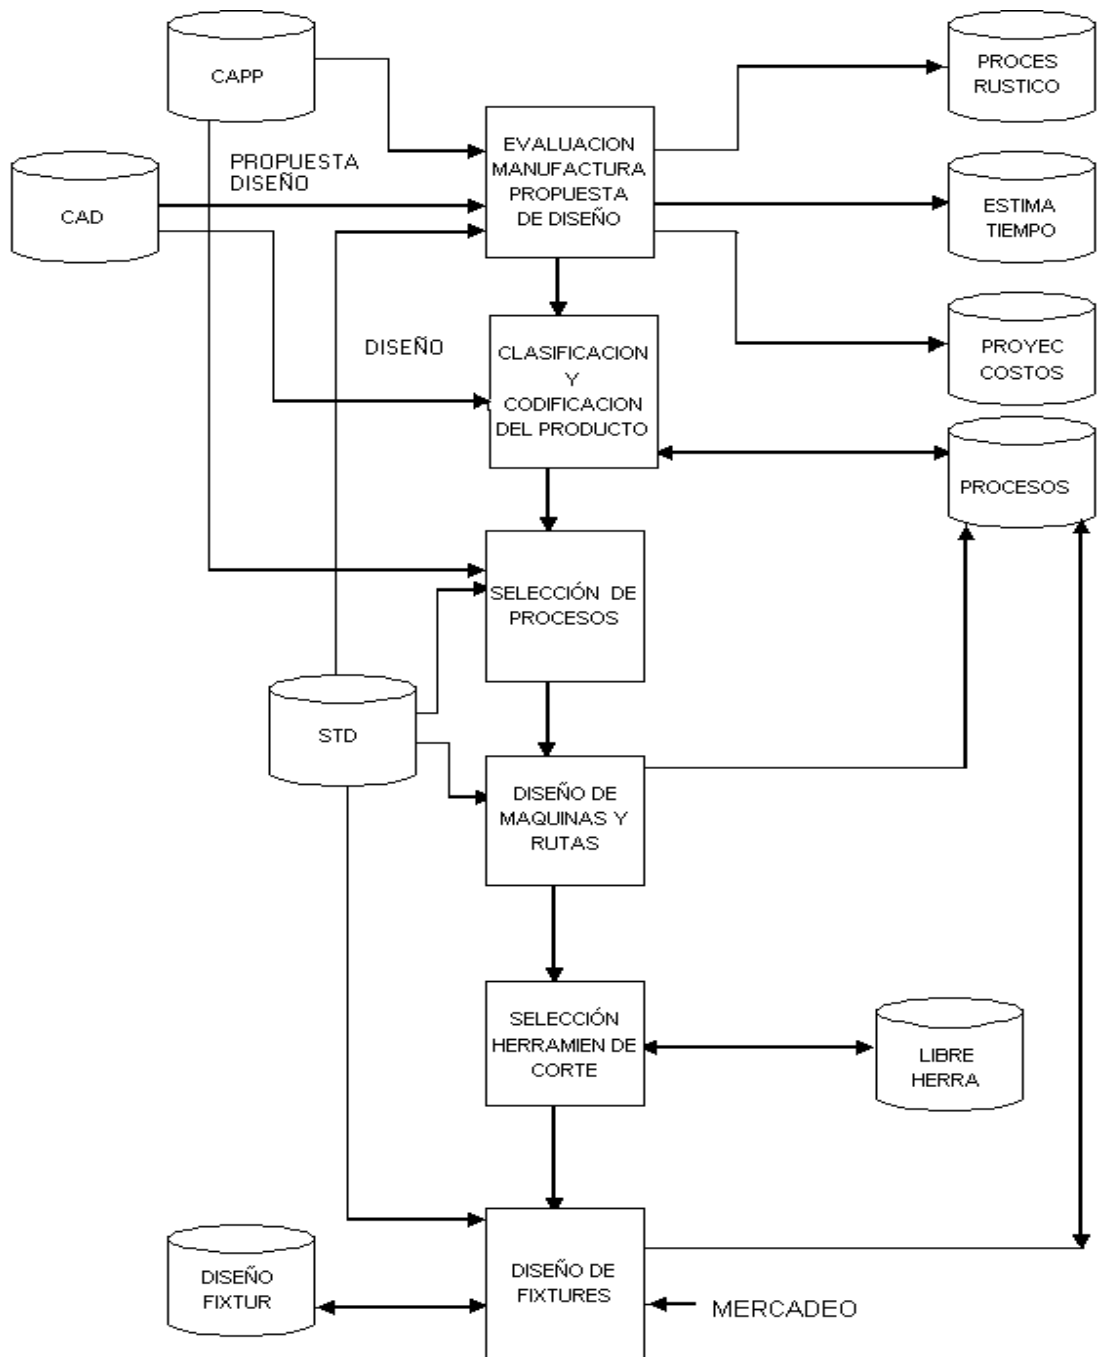 CAPP
PROCES
RUSTICO
EVALUACION
MANUFACTURA
PROPUESTA
DE DISEÑO
PROPUESTA
DISEÑO
CAD
ESTIMA
TIEMPO
DISEÑO
CLASIFICACION
Y
CODIFICACION
DEL PRODUCTO
PROYEC
COSTOS
PROCESOS
SELECCIÓN DE
PROCESOS
STD
DISEÑO DE
MAQUINAS Y
RUTAS
SELECCIÓN
HERRAMIEN DE
CORTE
LIBRE
HERRA
DISEÑO
FIXTUR
DISEÑO DE
FIXTURES
MERCADEO